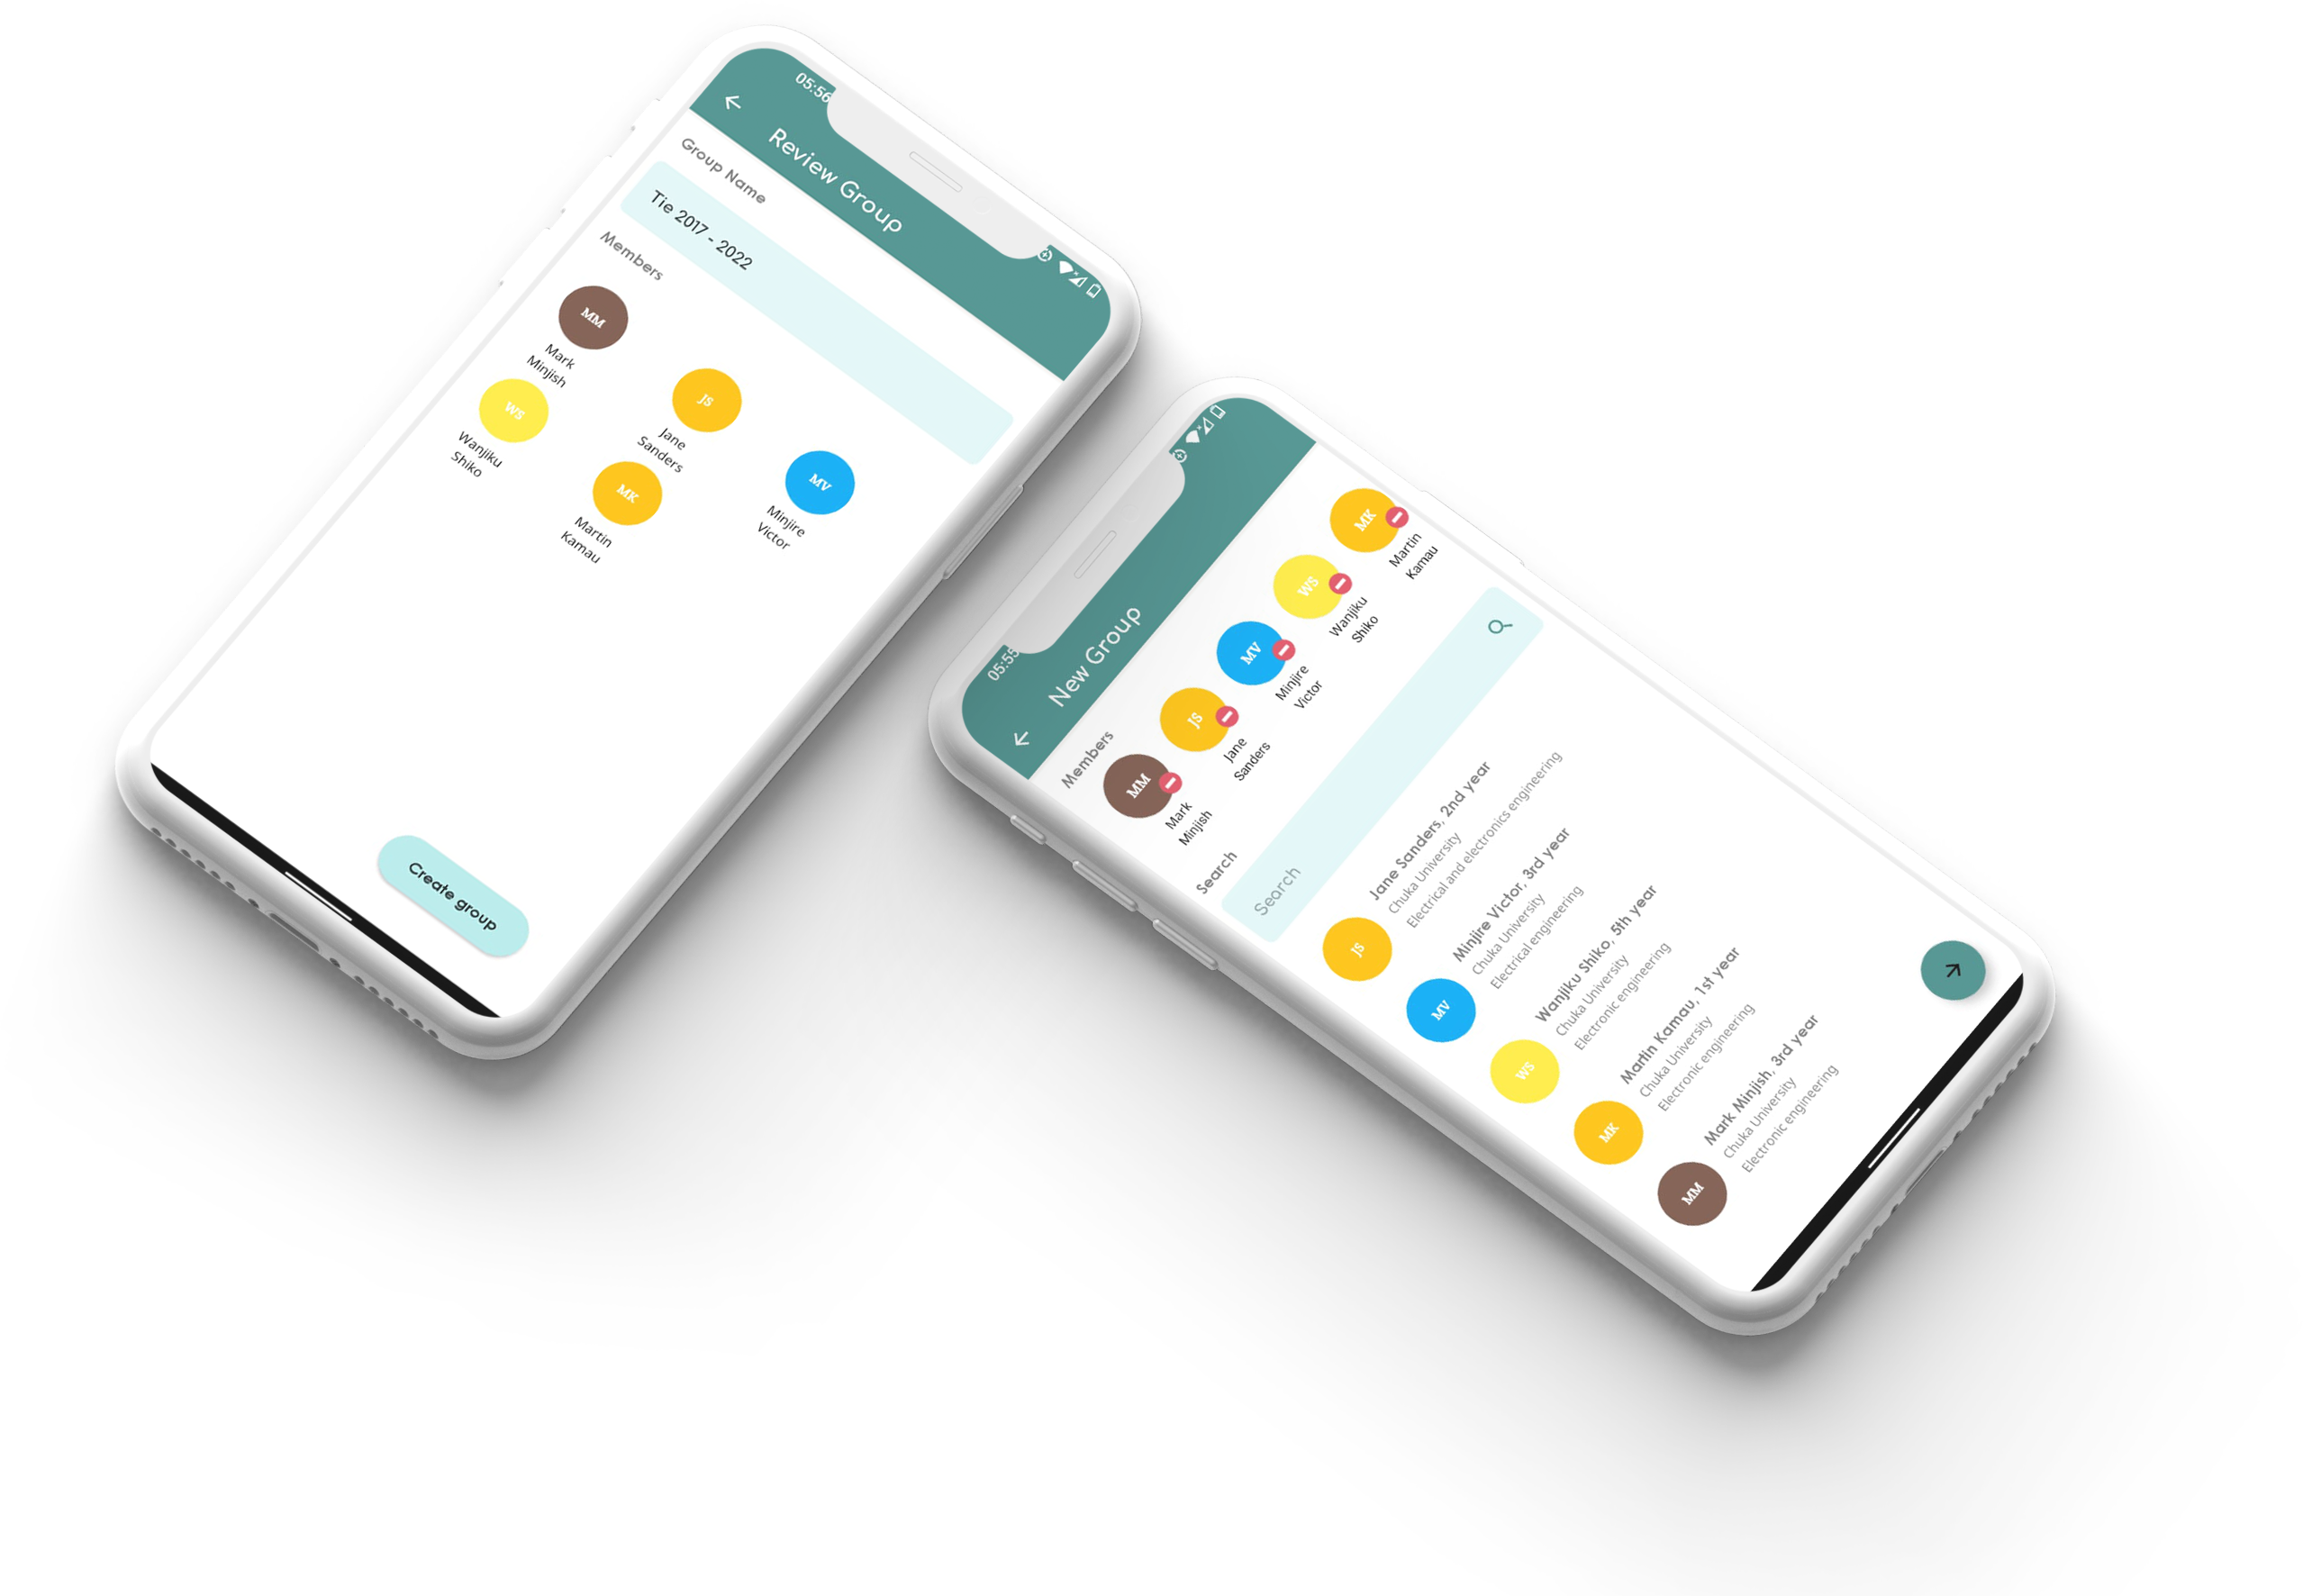 05:56
Review Group
Group Name
Tie 2017 - 2022
Members
MM
Mark
Minjish
JS
Jane
Sanders
MV
Minjire
Victor
WS
Wanjiku
Shiko
MK
Martin
Kamau
Create group
05:55
New Group
Members
MM
Mark
Minjish
JS
Jane
Sanders
MV
Minjire
Victor
WS
Wanjiku
Shiko
MK
Martin
Kamau
Search
Search
JS
Jane Sanders, 2nd year
Chuka University
Electrical and electronics engineering
MV
Minjire Victor, 3rd year
Chuka University
Electrical engineering
WS
Wanjiku Shiko, 5th year
Chuka University
Electronic engineering
MK
Martin Kamau, 1st year
Chuka University
Electronic engineering
MM
Mark Minjish, 3rd year
Chuka University
Electronic engineering